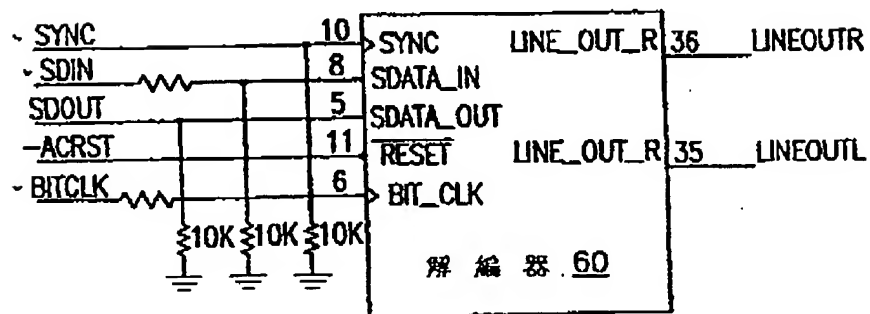 SYNC 10 SYNC LINE_OUT_R 36 LINEOUTR
SDIN 8 SDATA_IN
SDOUT 5 SDATA_OUT
-ACRST 11 RESET LINE_OUT_R 35 LINEOUTL
BITCLK 6 BIT_CLK
10K 10K 10K
解編器 60